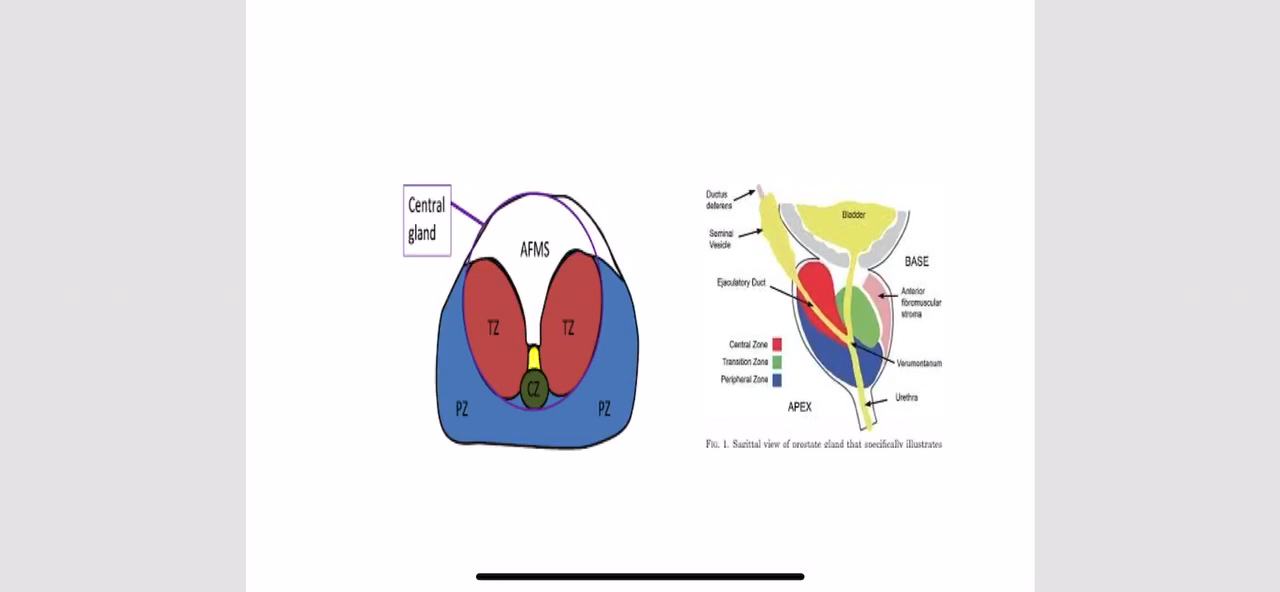 Central
gland
AFMS
TZ
TZ
CZ
PZ
PZ
Ductus
deferens
Seminal
Vesicle
Bladder
BASE
Ejaculatory Duct
Anterior
fibromuscular
stroma
Central Zone
Transition Zone
Peripheral Zone
Verumontanum
Urethra
APEX
FIG. 1. Sagittal view of prostate gland that specifically illustrates